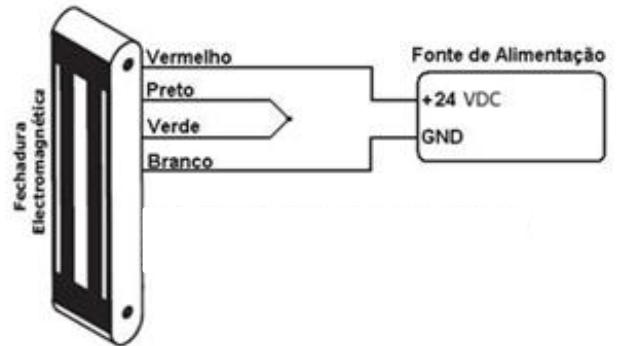 Vermelho
Preto
Verde
Branco
Fonte de Alimentação
+24 VDC
GND
Fechadura
Electromagnética